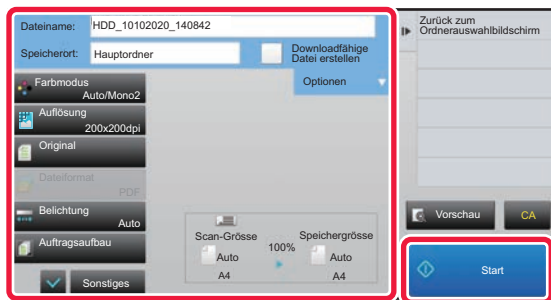 Dateiname:
HDD_10102020_140842
Speicherort:
Hauptordner
Downloadfähige
Datei erstellen
Optionen
Farbmodus
Auto/Mono2
Auflösung
200x200dpi
Original
Dateiformat
PDF
Belichtung
Auto
Auftragsaufbau
Sonstiges
Scan-Grösse
Auto
A4
100%
Speichergrösse
Auto
A4
Zurück zum
Ordnerauswahlbildschirm
Vorschau
CA
Start